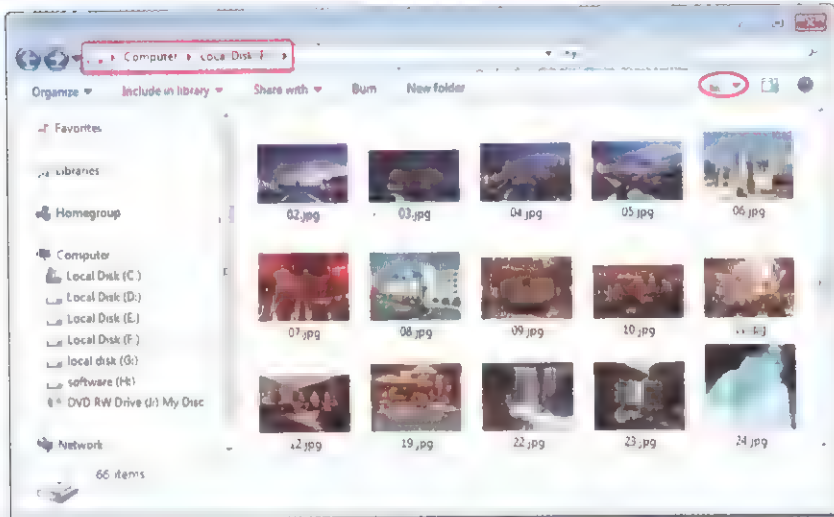 Computer Local Disk F
Organize Include in library Share with Burn New folder
Favorites
Libraries
Homegroup
Computer
Local Disk (C:)
Local Disk (D:)
Local Disk (E:)
Local Disk (F:)
local disk (G:)
software (H:)
DVD RW Drive (J:) My Disc
Network
02.jpg 03.jpg 04.jpg 05.jpg 06.jpg
07.jpg 08.jpg 09.jpg 10.jpg
12.jpg 19.jpg 22.jpg 23.jpg 24.jpg
66 items